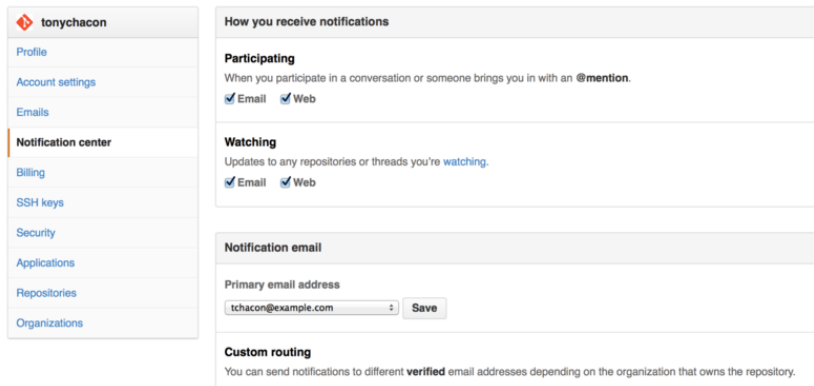 tonychacon
Profile
Account settings
Emails
Notification center
Billing
SSH keys
Security
Applications
Repositories
Organizations
How you receive notifications
Participating
When you participate in a conversation or someone brings you in with an @mention.
Email Web
Watching
Updates to any repositories or threads you're watching.
Email Web
Notification email
Primary email address
tchacon@example.com Save
Custom routing
You can send notifications to different verified email addresses depending on the organization that owns the repository.